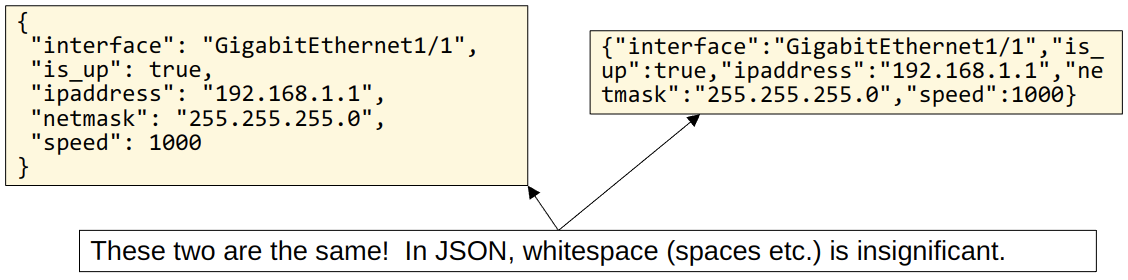 {
 "interface": "GigabitEthernet1/1",
 "is_up": true,
 "ipaddress": "192.168.1.1",
 "netmask": "255.255.255.0",
 "speed": 1000
}
{"interface":"GigabitEthernet1/1","is_
up":true,"ipaddress":"192.168.1.1","ne
tmask":"255.255.255.0","speed":1000}
These two are the same!  In JSON, whitespace (spaces etc.) is insignificant.